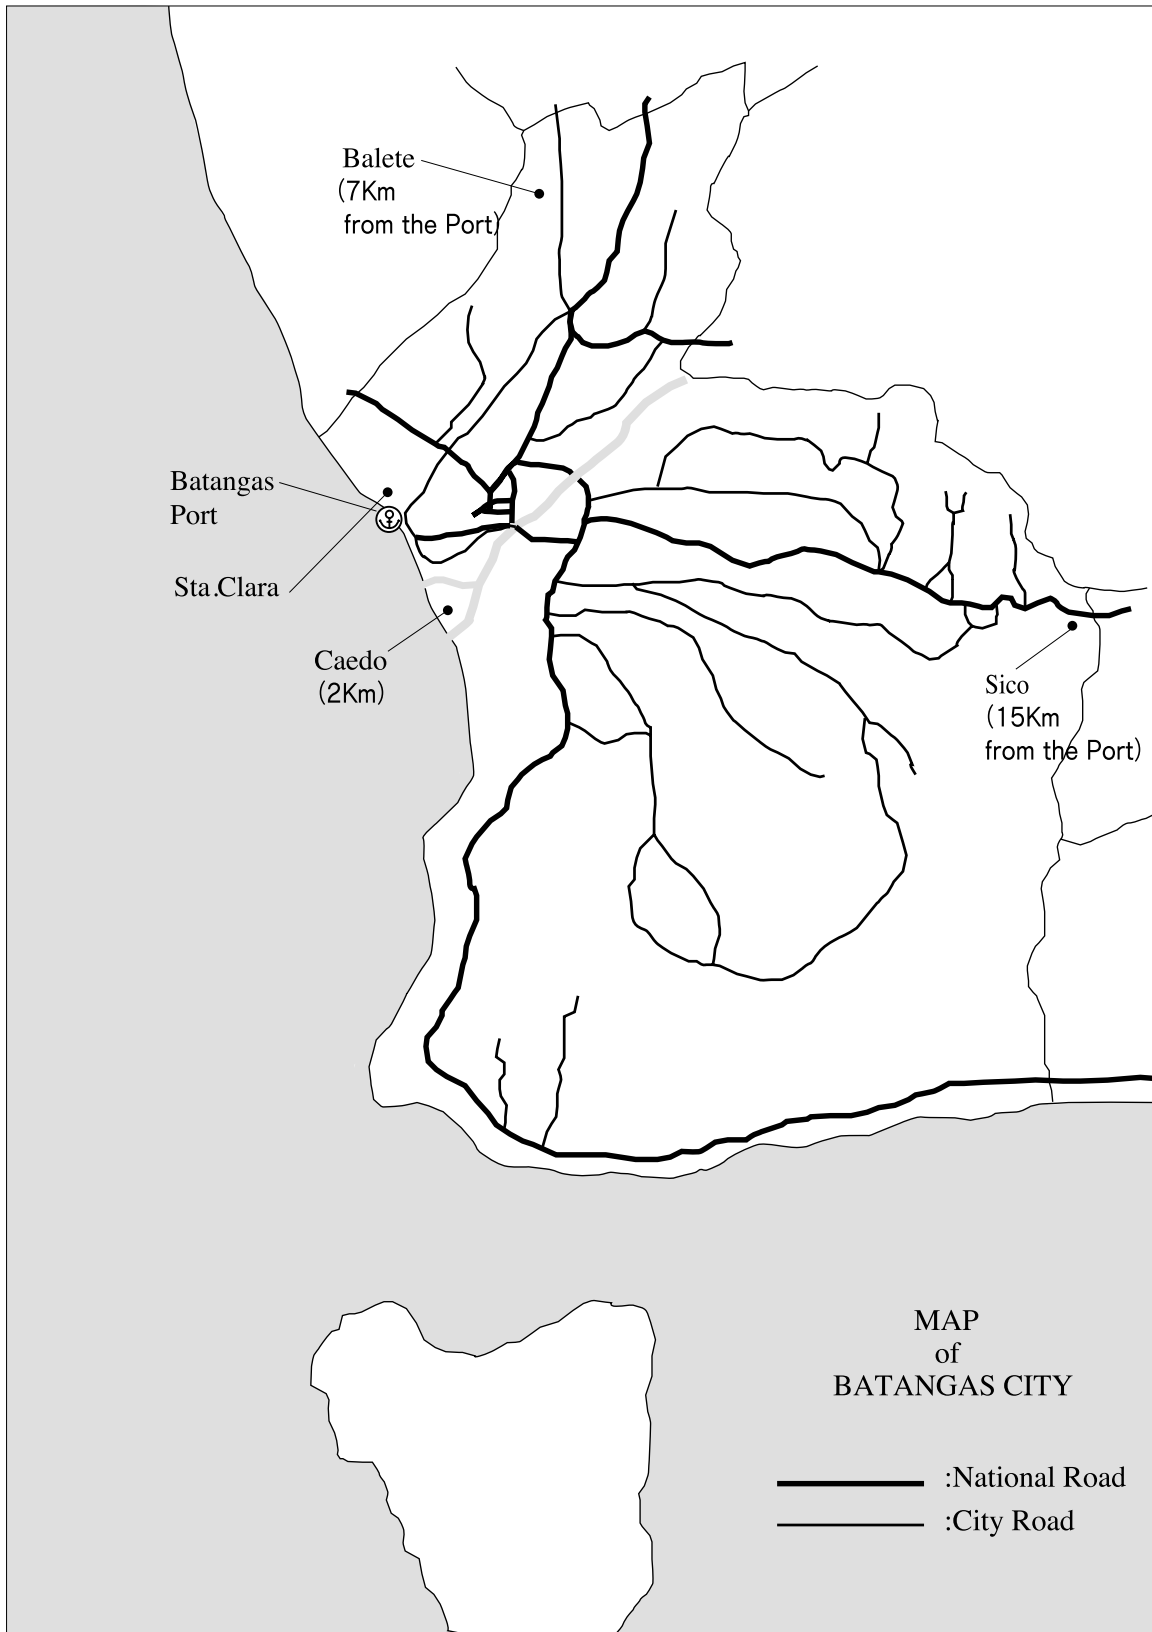 Balete
(7Km
from the Port)
Batangas
Port
Sta.Clara
Caedo
(2Km)
Sico
(15Km
from the Port)
MAP
of
BATANGAS CITY
:National Road
:City Road